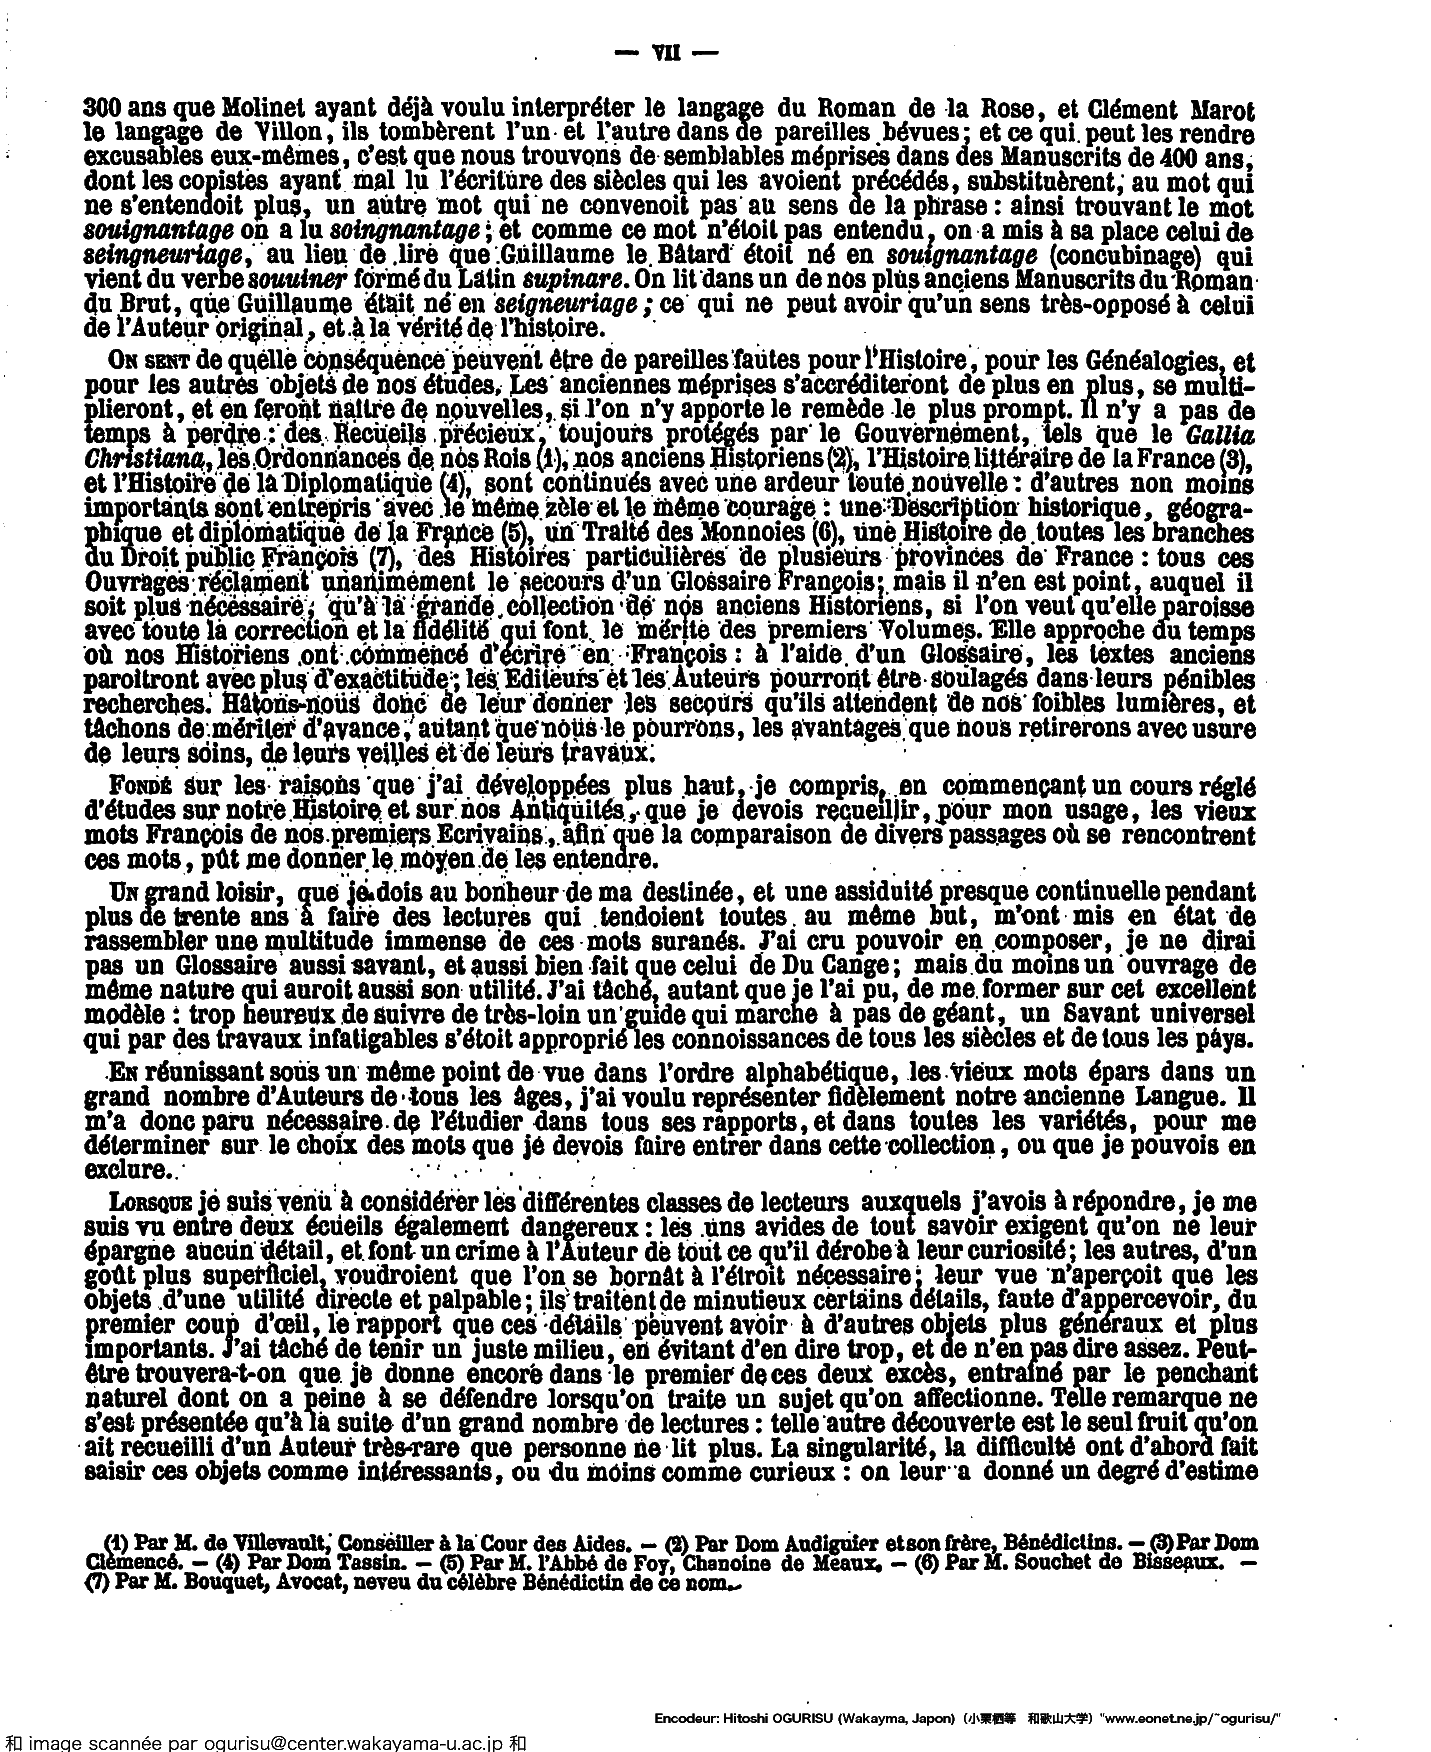 — VII —
300 ans que Molinet ayant déjà voulu interpréter le langage du Roman de la Rose, et Clément Marot
le langage de Villon, ils tombèrent l'un et l'autre dans de pareilles bévues; et ce qui peut les rendre
excusables eux-mêmes, c'est que nous trouvons de semblables méprises dans des Manuscrits de 400 ans,
dont les copistes ayant mal lu l'écriture des siècles qui les avoient précédés, substituèrent, au mot qui
ne s'entendoit plus, un autre mot qui ne convenoit pas au sens de la phrase : ainsi trouvant le mot
souignantage on a lu soingnantage; et comme ce mot n'étoit pas entendu, on a mis à sa place celui de
seingneuriage, au lieu de lire que Guillaume le Bâtard étoit né en souignantage (concubinage) qui
vient du verbe souuiner formé du Latin supinare. On lit dans un de nos plus anciens Manuscrits du Roman
du Brut, que Guillaume était né en seigneuriage; ce qui ne peut avoir qu'un sens très-opposé à celui
de l'Auteur original, et à la vérité de l'histoire.
ON SENT de quelle conséquence peuvent être de pareilles fautes pour l'Histoire, pour les Généalogies, et
pour les autres objets de nos études. Les anciennes méprises s'accréditeront de plus en plus, se multi-
plieront, et en feront naître de nouvelles, si l'on n'y apporte le remède le plus prompt. Il n'y a pas de
temps à perdre : des Recueils précieux, toujours protégés par le Gouvernement, tels que le Gallia
Christiana, les Ordonnances de nos Rois (1), nos anciens Historiens (2), l'Histoire littéraire de la France (3),
et l'Histoire de la Diplomatique (4), sont continués avec une ardeur toute nouvelle : d'autres non moins
importants sont entrepris avec le même zèle et le même courage : une Description historique, géogra-
phique et diplomatique de la France (5), un Traité des Monnoies (6), une Histoire de toutes les branches
du Droit public François (7), des Histoires particulières de plusieurs provinces de France : tous ces
Ouvrages réclament unanimement le secours d'un Glossaire François; mais il n'en est point, auquel il
soit plus nécessaire, qu'à la grande collection de nos anciens Historiens, si l'on veut qu'elle paroisse
avec toute la correction et la fidélité qui font le mérite des premiers Volumes. Elle approche du temps
où nos Historiens ont commencé d'écrire en François : à l'aide d'un Glossaire, les textes anciens
paroitront avec plus d'exactitude; les Editeurs et les Auteurs pourront être soulagés dans leurs pénibles
recherches. Hâtons-nous donc de leur donner les secours qu'ils attendent de nos foibles lumières, et
tâchons de mériter d'avance, autant que nous le pourrons, les avantages que nous retirerons avec usure
de leurs soins, de leurs veilles et de leurs travaux.
FONDÉ sur les raisons que j'ai développées plus haut, je compris, en commençant un cours réglé
d'études sur notre Histoire et sur nos Antiquités, que je devois recueillir, pour mon usage, les vieux
mots François de nos premiers Ecrivains, afin que la comparaison de divers passages où se rencontrent
ces mots, pût me donner le moyen de les entendre.
UN grand loisir, que je dois au bonheur de ma destinée, et une assiduité presque continuelle pendant
plus de trente ans à faire des lectures qui tendoient toutes au même but, m'ont mis en état de
rassembler une multitude immense de ces mots suranés. J'ai cru pouvoir en composer, je ne dirai
pas un Glossaire aussi savant, et aussi bien fait que celui de Du Cange; mais du moins un ouvrage de
même nature qui auroit aussi son utilité. J'ai tâché, autant que je l'ai pu, de me former sur cet excellent
modèle : trop heureux de suivre de très-loin un guide qui marche à pas de géant, un Savant universel
qui par des travaux infatigables s'étoit approprié les connoissances de tous les siècles et de tous les pays.
EN réunissant sous un même point de vue dans l'ordre alphabétique, les vieux mots épars dans un
grand nombre d'Auteurs de tous les âges, j'ai voulu représenter fidèlement notre ancienne Langue. Il
m'a donc paru nécessaire de l'étudier dans tous ses rapports, et dans toutes les variétés, pour me
déterminer sur le choix des mots que je devois faire entrer dans cette collection, ou que je pouvois en
exclure.
LORSQUE je suis venu à considérer les différentes classes de lecteurs auxquels j'avois à répondre, je me
suis vu entre deux écueils également dangereux : les uns avides de tout savoir exigent qu'on ne leur
épargne aucun détail, et font un crime à l'Auteur de tout ce qu'il dérobe à leur curiosité; les autres, d'un
goût plus superficiel, voudroient que l'on se bornât à l'étroit nécessaire; leur vue n'aperçoit que les
objets d'une utilité directe et palpable; ils traitent de minutieux certains détails, faute d'appercevoir, du
premier coup d'œil, le rapport que ces détails peuvent avoir à d'autres objets plus généraux et plus
importants. J'ai tâché de tenir un juste milieu, en évitant d'en dire trop, et de n'en pas dire assez. Peut-
être trouvera-t-on que je donne encore dans le premier de ces deux excès, entraîné par le penchant
naturel dont on a peine à se défendre lorsqu'on traite un sujet qu'on affectionne. Telle remarque ne
s'est présentée qu'à la suite d'un grand nombre de lectures : telle autre découverte est le seul fruit qu'on
ait recueilli d'un Auteur très-rare que personne ne lit plus. La singularité, la difficulté ont d'abord fait
saisir ces objets comme intéressants, ou du moins comme curieux : on leur a donné un degré d'estime
(1) Par M. de Villevault, Conseiller à la Cour des Aides. — (2) Par Dom Audiguier et son frère, Bénédictins. — (3) Par Dom
Clémencé. — (4) Par Dom Tassin. — (5) Par M. l'Abbé de Foy, Chanoine de Meaux. — (6) Par M. Souchet de Bisseaux. —
(7) Par M. Bouquet, Avocat, neveu du célèbre Bénédictin de ce nom.
Encodeur: Hitoshi OGURISU (Wakayma, Japon) (小栗栖等 和歌山大学) "www.eonet.ne.jp/~ogurisu/"
和 image scannée par ogurisu@center.wakayama-u.ac.jp 和